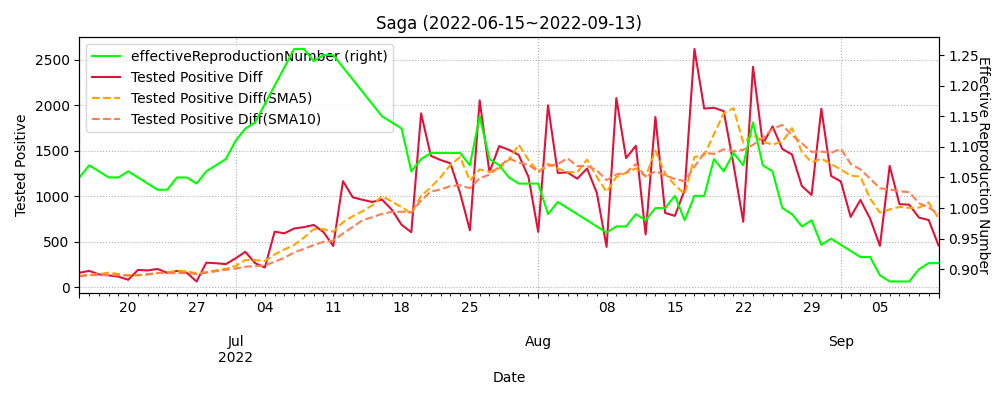 Saga (2022-06-15~2022-09-13)
effectiveReproductionNumber (right)
Tested Positive Diff
Tested Positive Diff(SMA5)
Tested Positive Diff(SMA10)
Tested Positive
2500
2000
1500
1000
500
0
Effective Reproduction Number
1.25
1.20
1.15
1.10
1.05
1.00
0.95
0.90
20 27 04 11 18 25 08 15 22 29 05
Jul Aug Sep
2022
Date